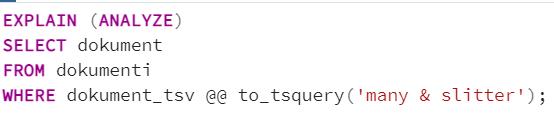 EXPLAIN (ANALYZE)
SELECT dokument
FROM dokumenti
WHERE dokument_tsv @@ to_tsquery('many & slitter');